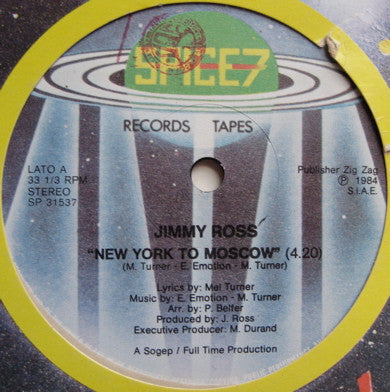 SPICE7
RECORDS TAPES
LATO A
33 1/3 RPM
STEREO
SP 31537
Publisher Zig Zag
℗ 1984
S.I.A.E.
JIMMY ROSS
"NEW YORK TO MOSCOW" (4.20)
(M. Turner - E. Emotion - M. Turner)
Lyrics by: Mel Turner
Music by: E. Emotion - M. Turner
Arr. by: P. Belfer
Produced by: J. Ross
Executive Producer: M. Durand
A Sogep / Full Time Production